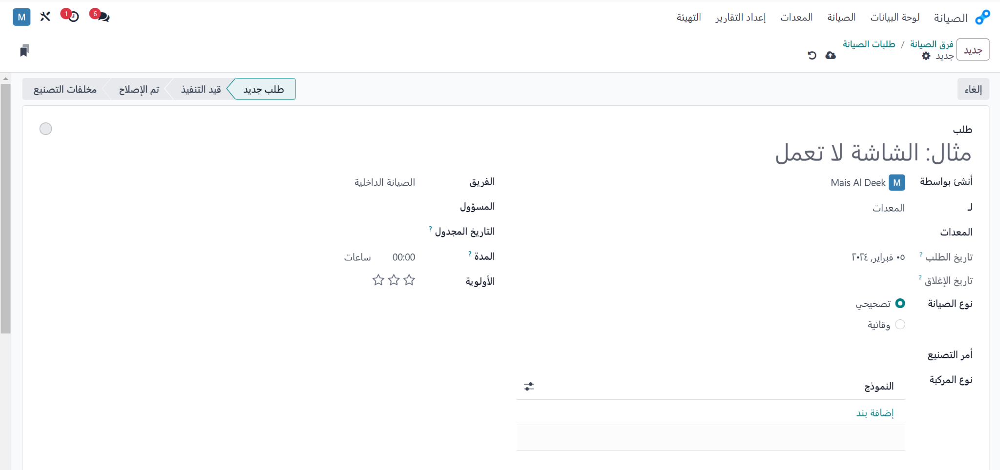 الصيانة لوحة البيانات الصيانة المعدات إعداد التقارير التهيئة 6 1 M
جديد فرق الصيانة / طلبات الصيانة
جديد
إلغاء طلب جديد قيد التنفيذ تم الإصلاح مخلفات التصنيع
طلب
مثال: الشاشة لا تعمل
أنشئ بواسطة M Mais Al Deek
لـ المعدات
المعدات
تاريخ الطلب ? ٠٥ فبراير, ٢٠٢٤
تاريخ الإغلاق ?
نوع الصيانة تصحيحي
وقائية
أمر التصنيع
نوع المركبة
النموذج
إضافة بند
الفريق الصيانة الداخلية
المسؤول
التاريخ المجدول ?
المدة ? 00:00 ساعات
الأولوية